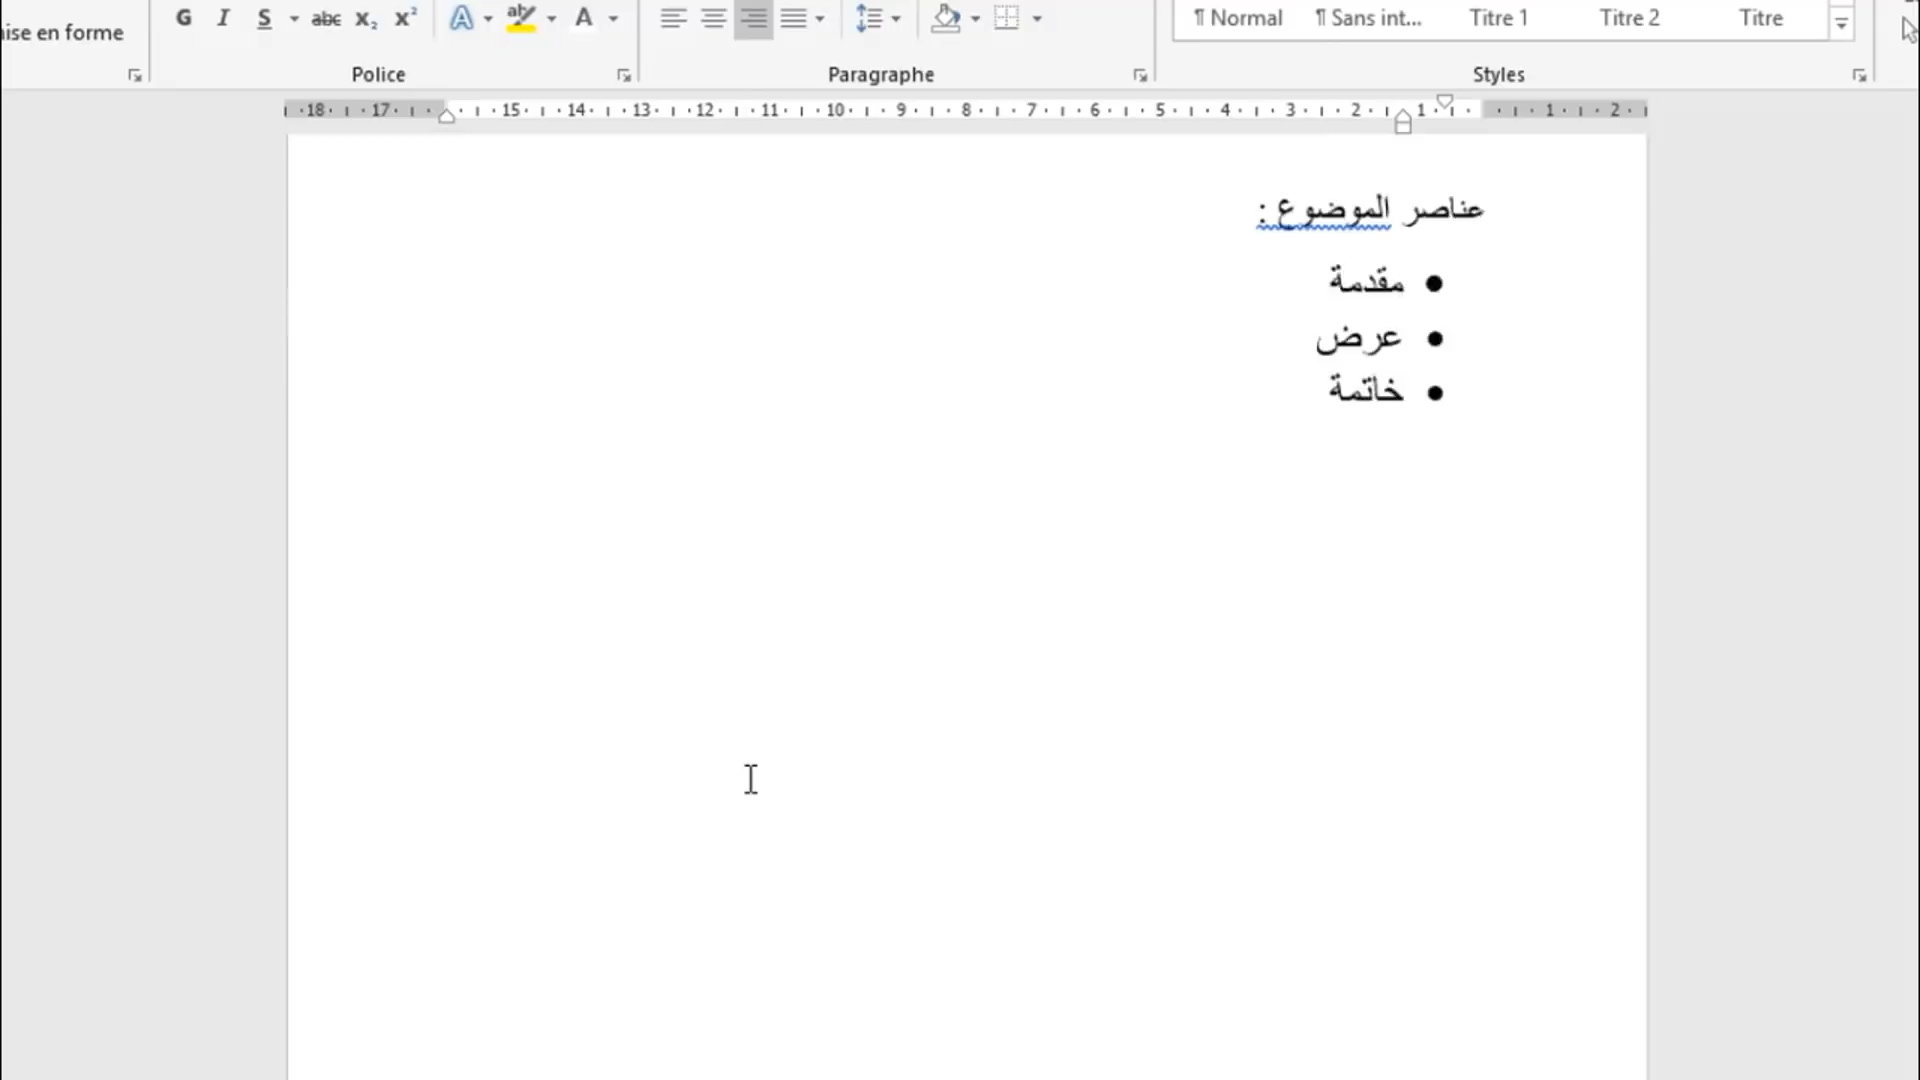 G I S abc x₂ x² A ab A
¶ Normal ¶ Sans int... Titre 1 Titre 2 Titre
mise en forme
Police Paragraphe Styles
18 17 15 14 13 12 11 10 9 8 7 6 5 4 3 2 1 1 2
عناصر الموضوع :
● مقدمة
● عرض
● خاتمة